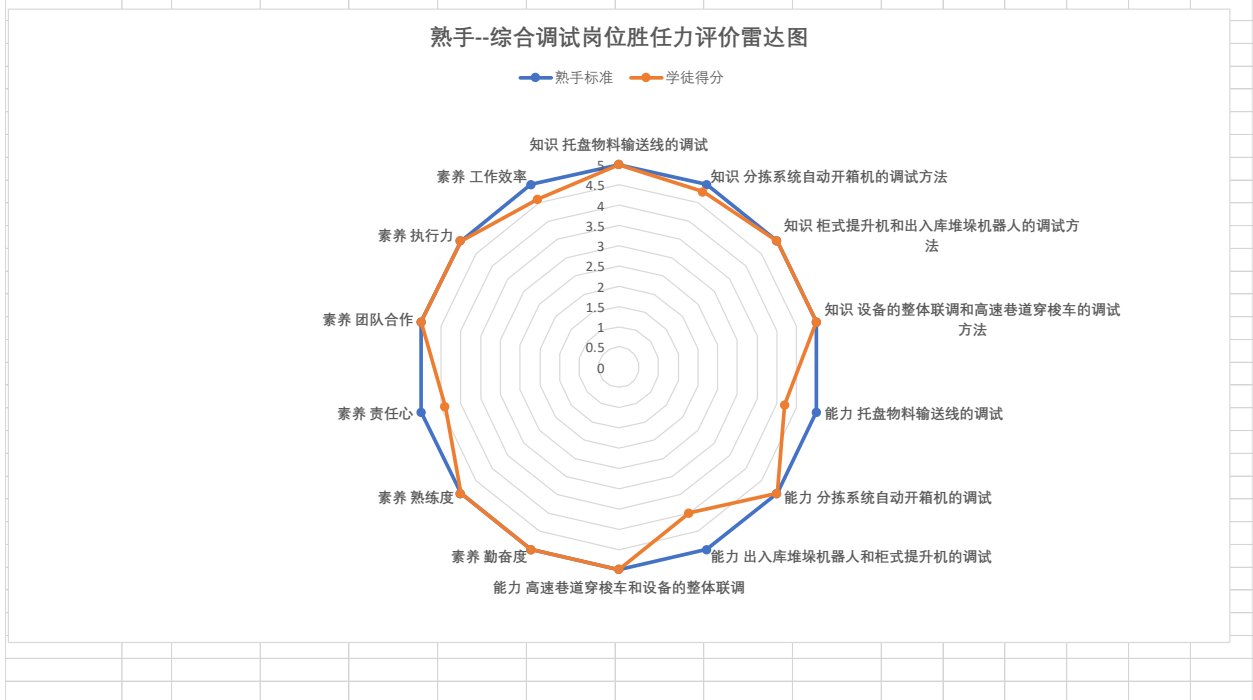 熟手--综合调试岗位胜任力评价雷达图
熟手标准
学徒得分
知识 托盘物料输送线的调试
知识 分拣系统自动开箱机的调试方法
知识 柜式提升机和出入库堆垛机器人的调试方
法
知识 设备的整体联调和高速巷道穿梭车的调试
方法
能力 托盘物料输送线的调试
能力 分拣系统自动开箱机的调试
能力 出入库堆垛机器人和柜式提升机的调试
能力 高速巷道穿梭车和设备的整体联调
素养 勤奋度
素养 熟练度
素养 责任心
素养 团队合作
素养 执行力
素养 工作效率
5
4.5
4
3.5
3
2.5
2
1.5
1
0.5
0